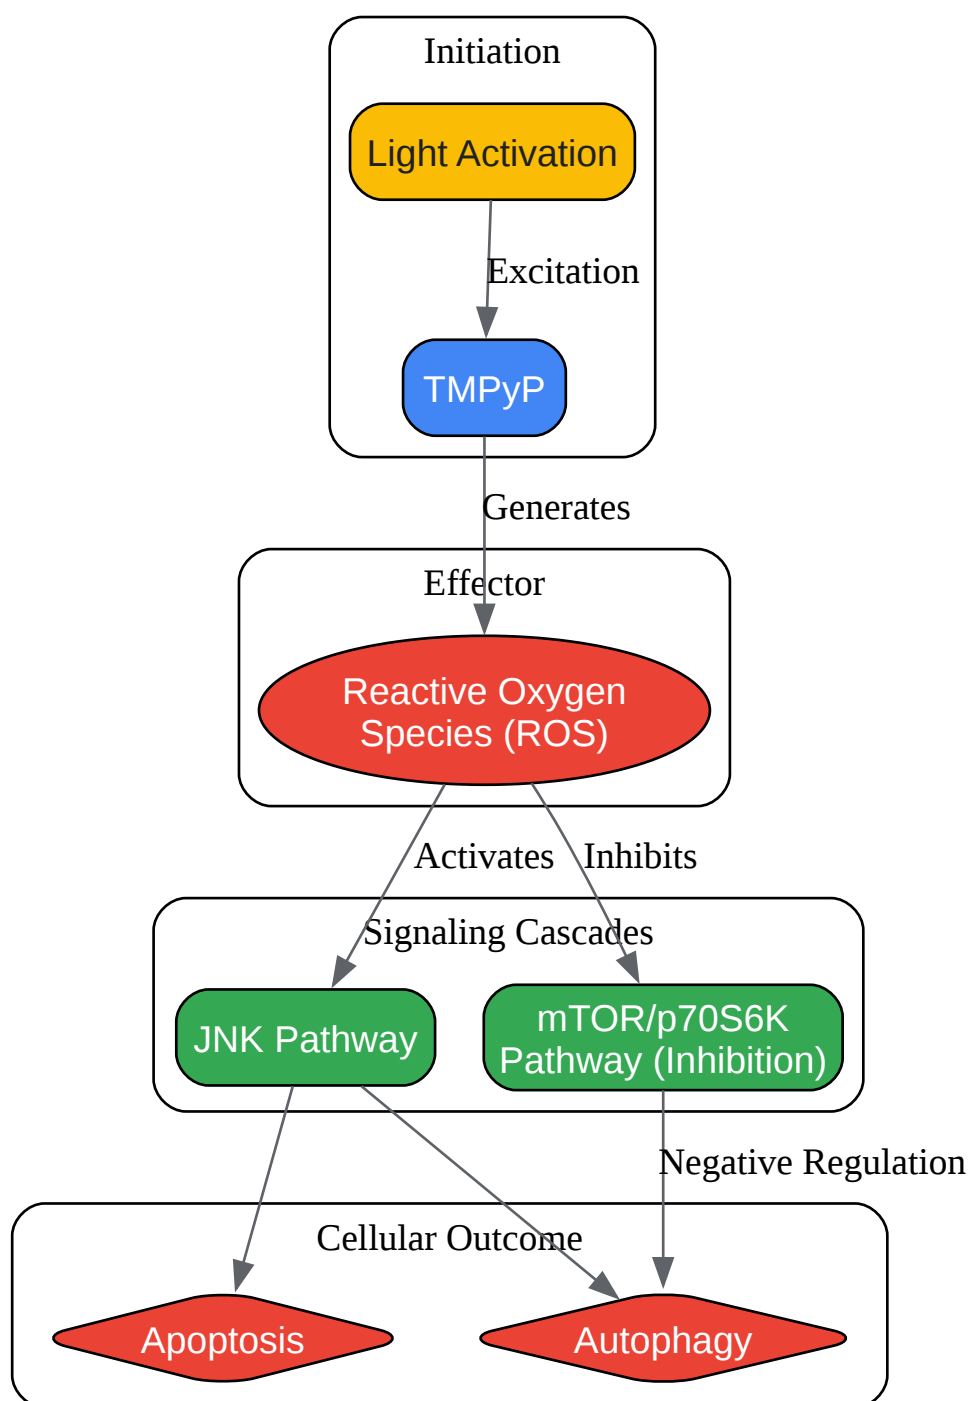 Initiation
Light Activation
Excitation
TMPyP
Generates
Effector
Reactive Oxygen
Species (ROS)
Activates
Inhibits
Signaling Cascades
JNK Pathway
mTOR/p70S6K
Pathway (Inhibition)
Negative Regulation
Cellular Outcome
Apoptosis
Autophagy